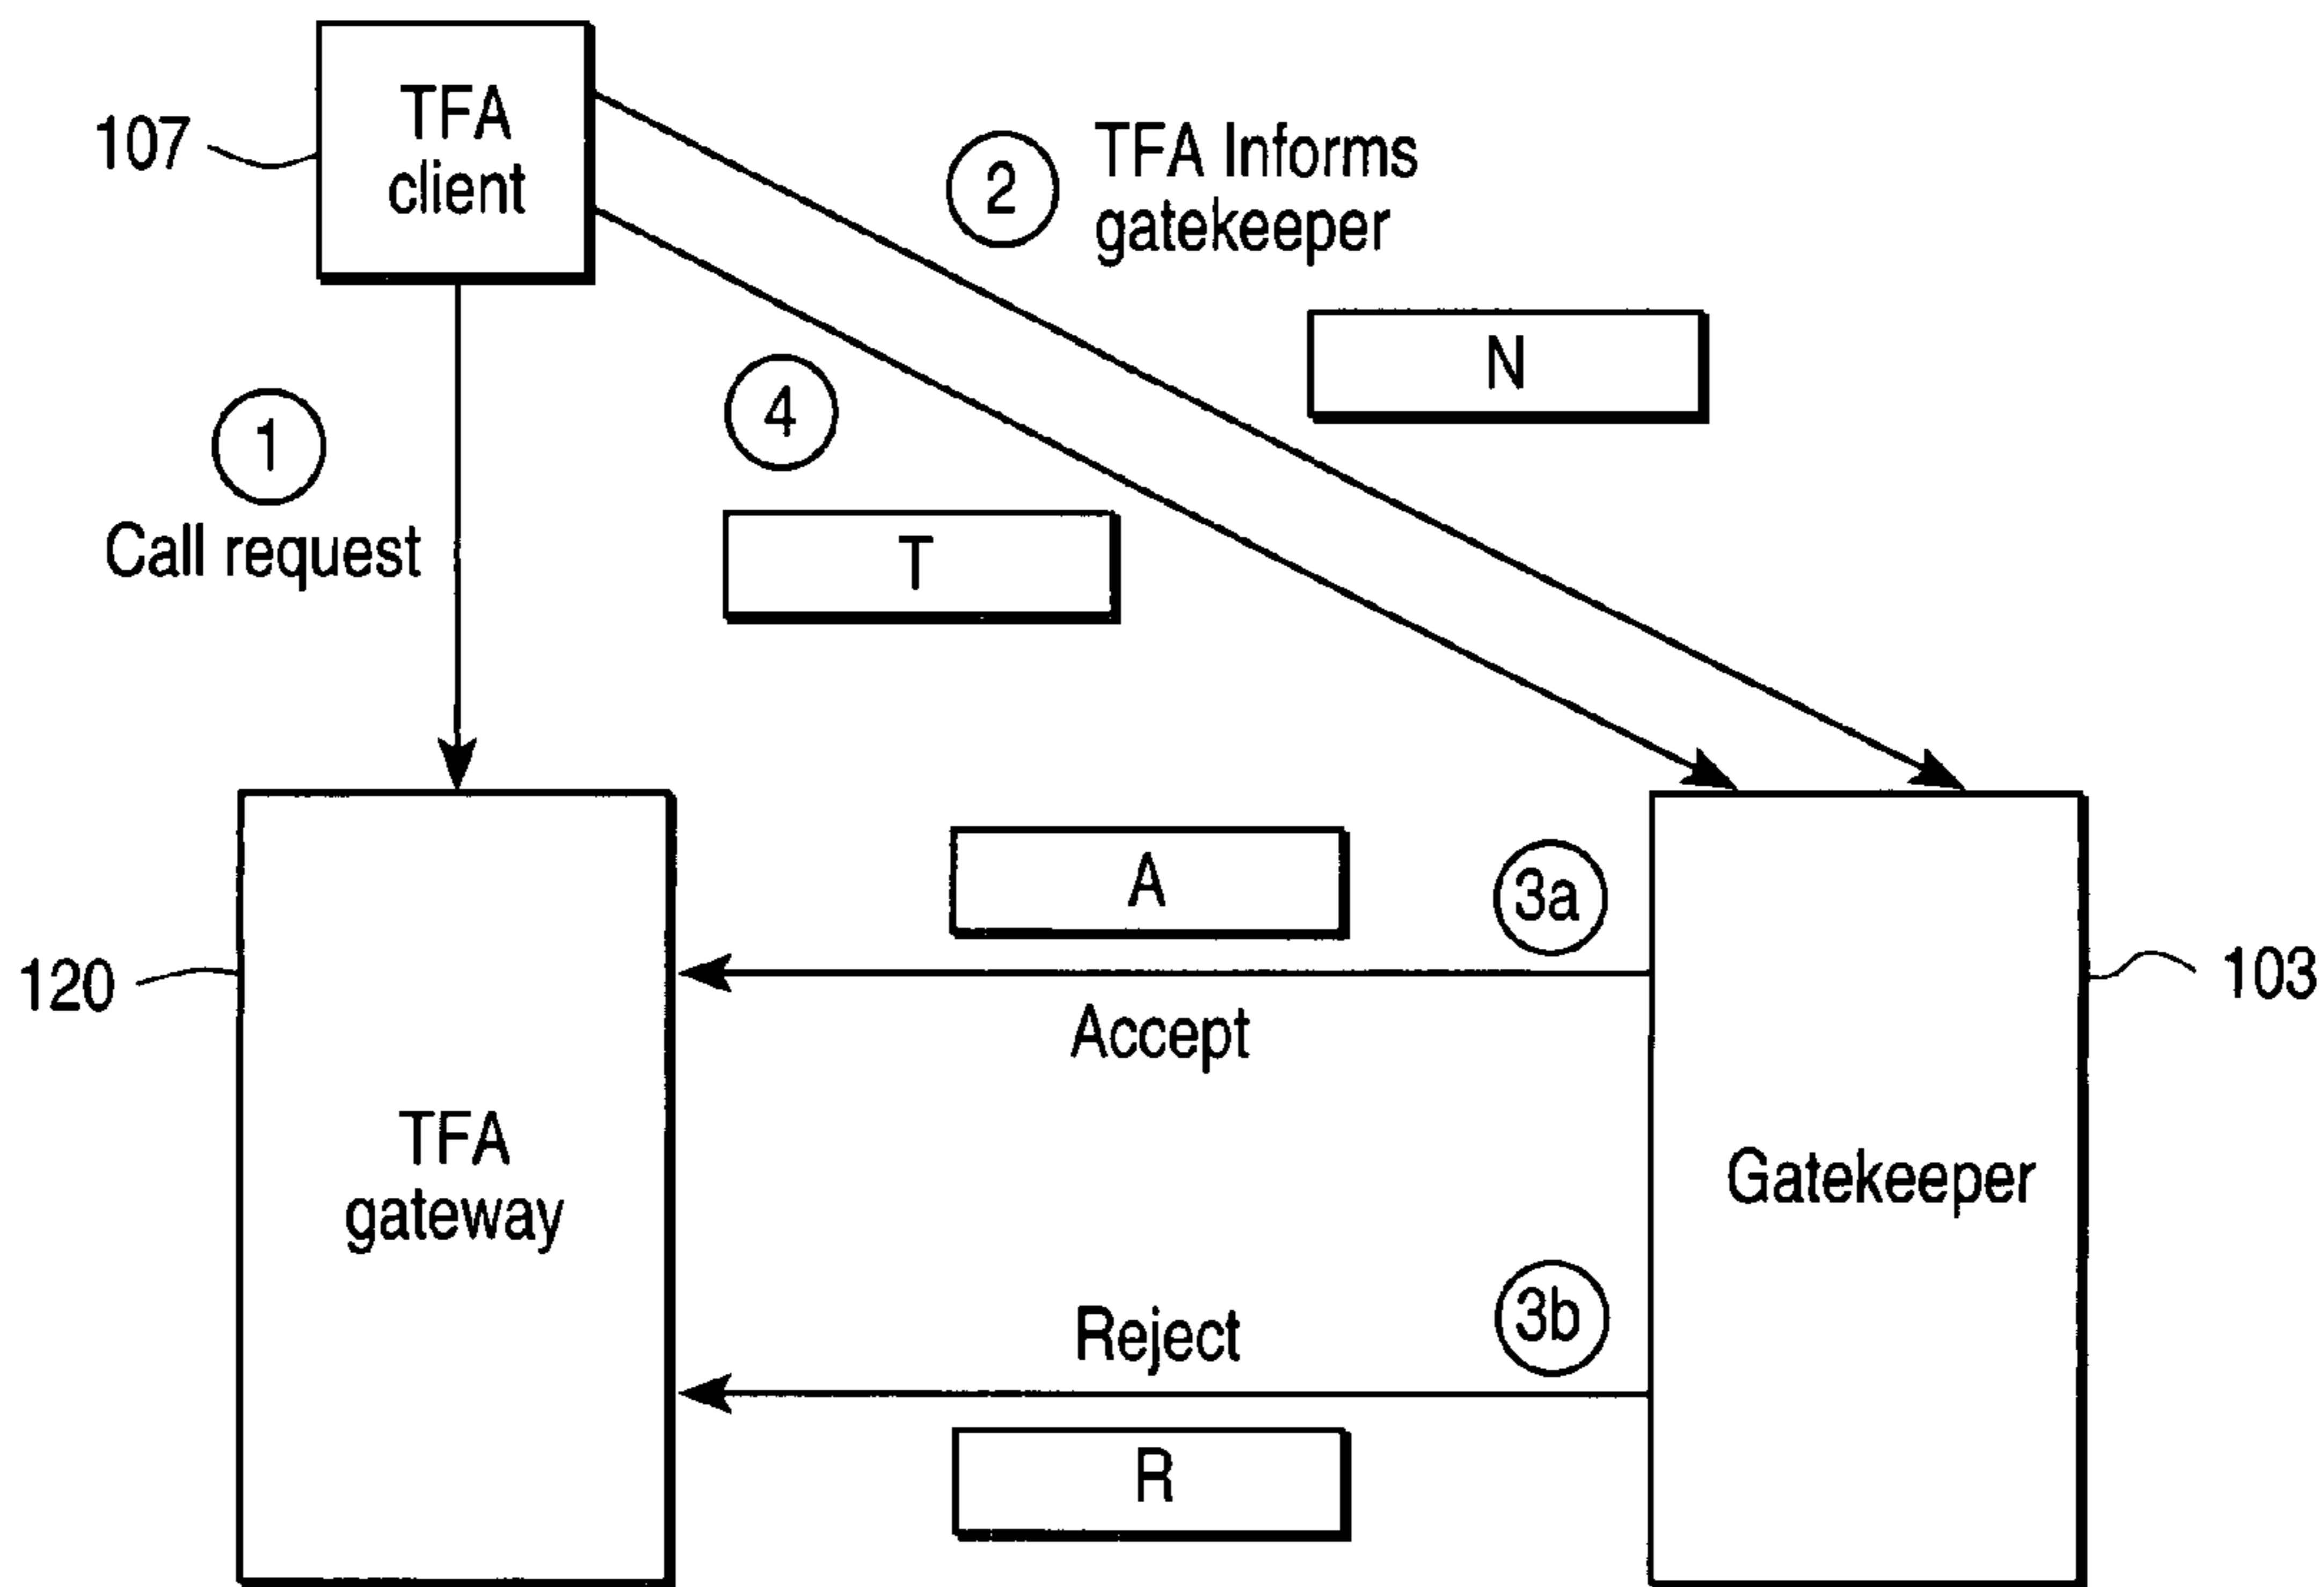 TFA
client
107
2
TFA Informs
gatekeeper
N
1
Call request
4
T
A
3a
Accept
120
103
TFA
gateway
Gatekeeper
Reject
3b
R